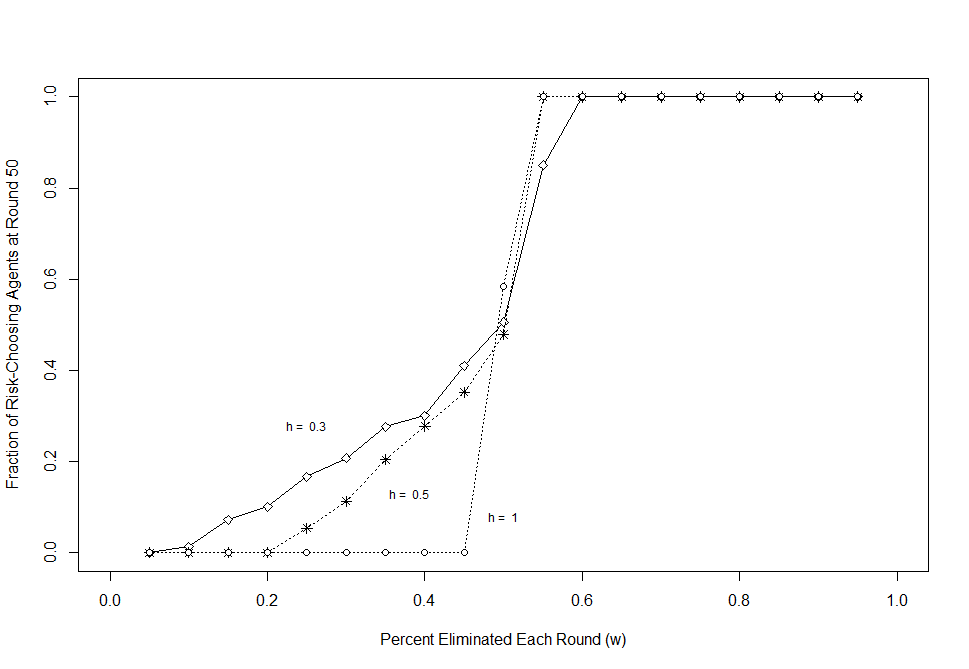 1.0
0.8
0.6
0.4
0.2
0.0
Fraction of Risk-Choosing Agents at Round 50
h = 0.3
h = 0.5
h = 1
0.0 0.2 0.4 0.6 0.8 1.0
Percent Eliminated Each Round (w)